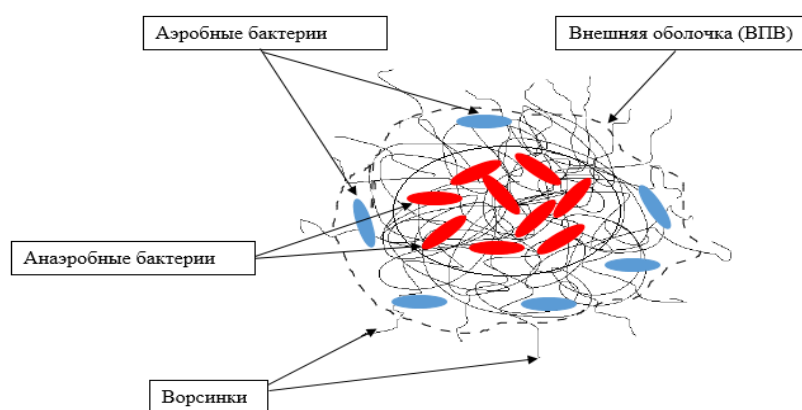 Аэробные бактерии
Внешняя оболочка (ВПВ)
Анаэробные бактерии
Ворсинки